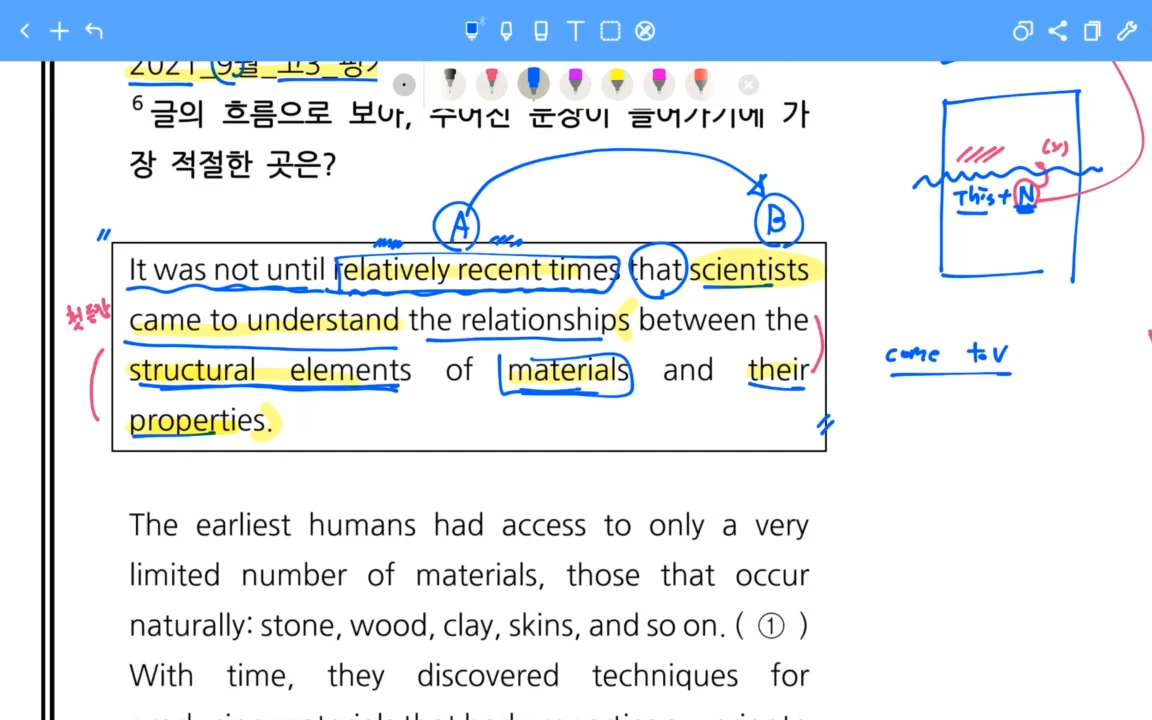 2021_9월_고3_평가
6 글의 흐름으로 보아, 주어진 문장이 들어가기에 가
장 적절한 곳은?
(x)
This + N
A
B
"
It was not until relatively recent times that scientists
came to understand the relationships between the
structural elements of materials and their
properties.
come to V
The earliest humans had access to only a very
limited number of materials, those that occur
naturally: stone, wood, clay, skins, and so on. ( ① )
With time, they discovered techniques for